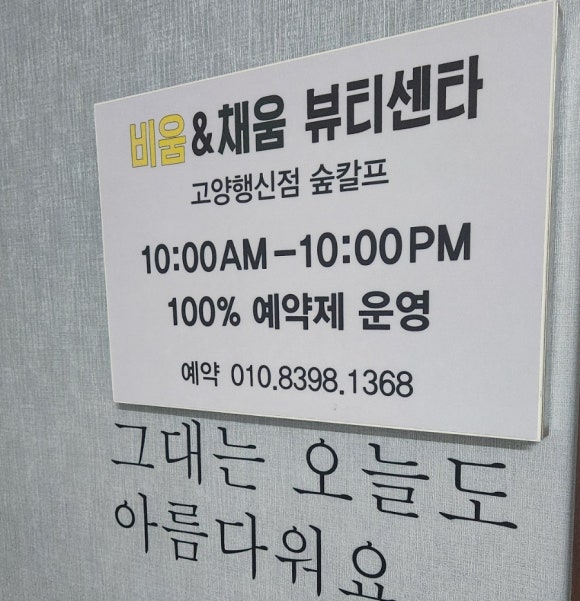 비움&채움 뷰티센타
고양행신점 숲칼프
10:00AM-10:00PM
100% 예약제 운영
예약 010.8398.1368
그대는 오늘도
아름다워요